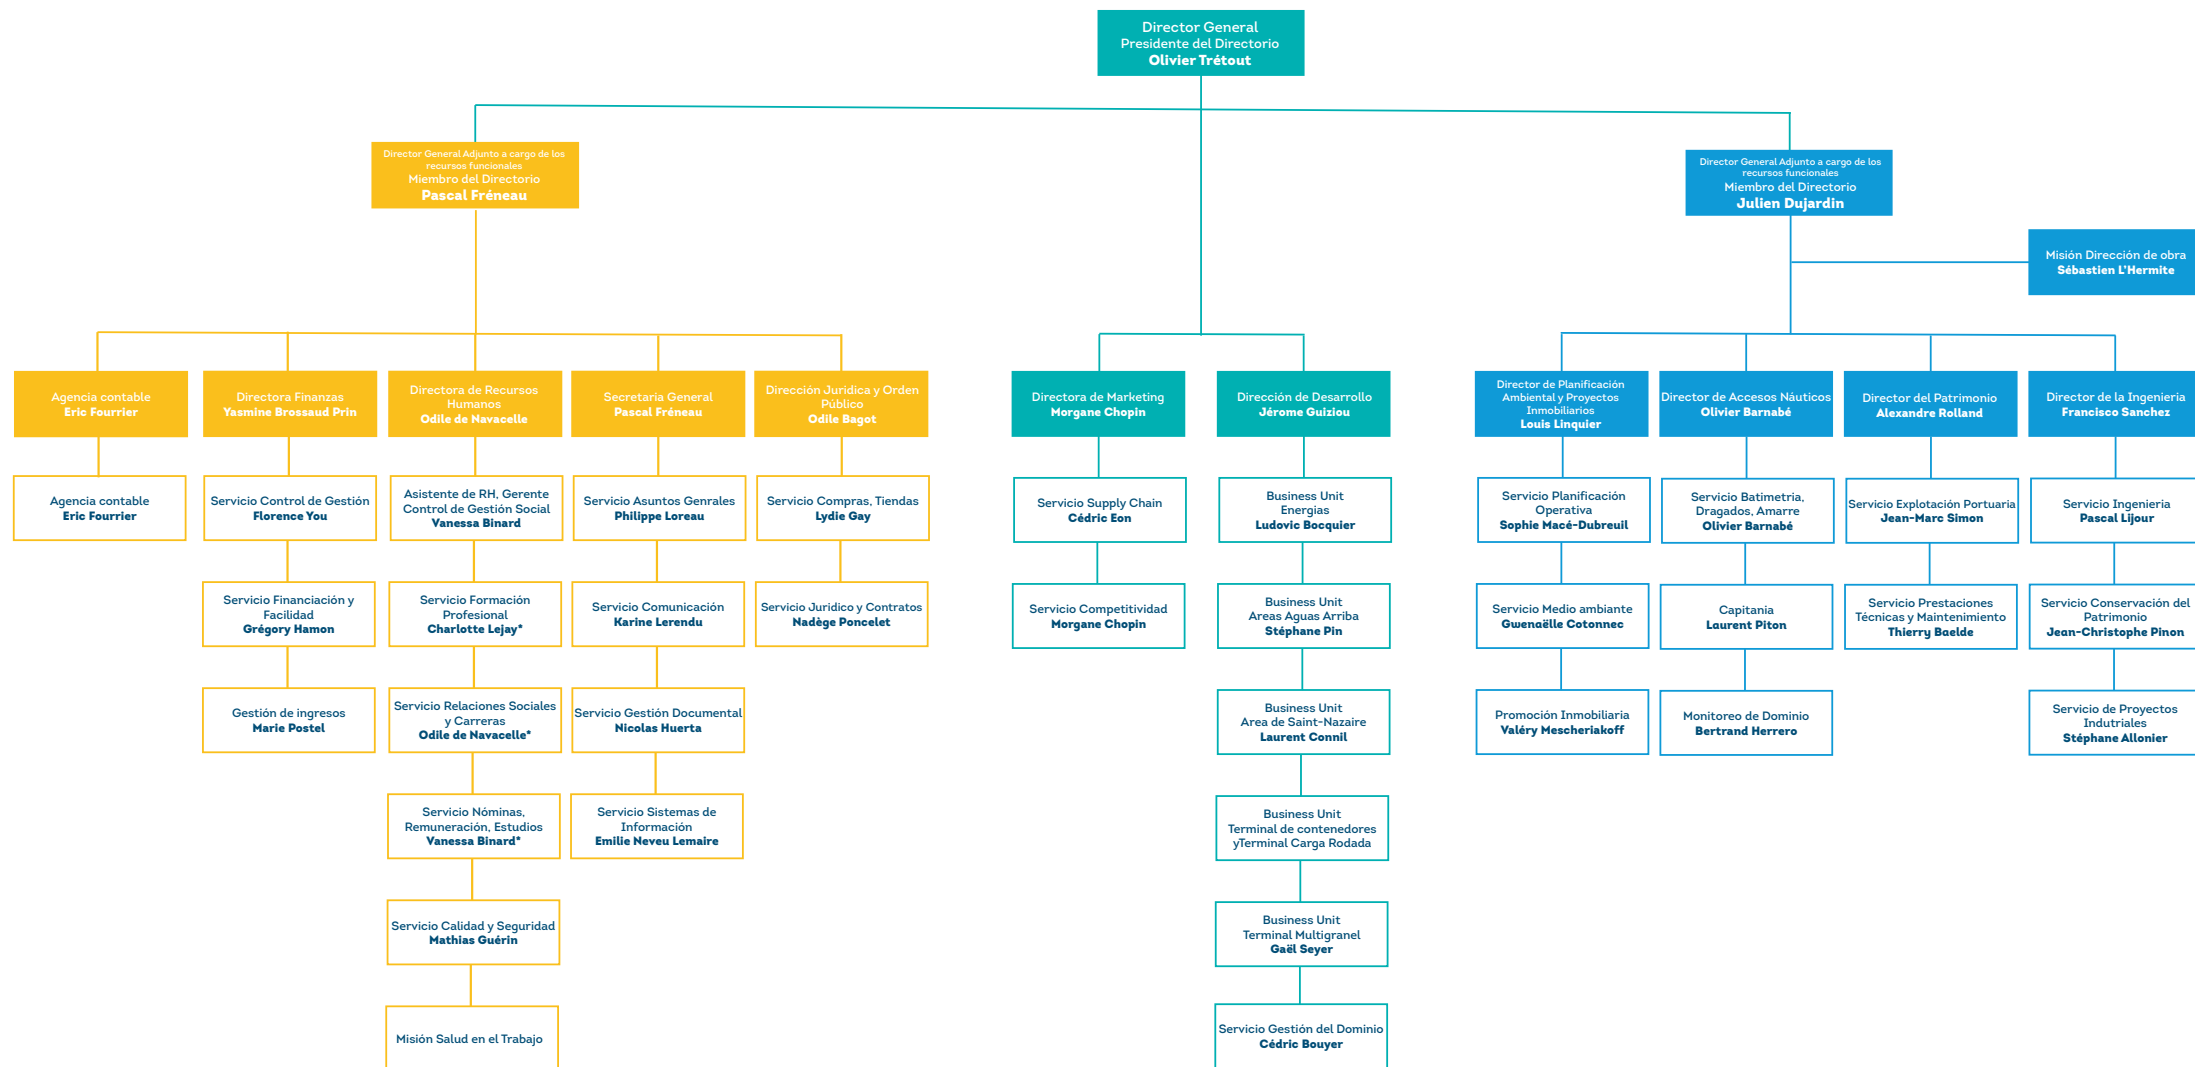 Director General
Presidente del Directorio
Olivier Trétout
Director General Adjunto a cargo de los
recursos funcionales
Miembro del Directorio
Pascal Fréneau
Director General Adjunto a cargo de los
recursos funcionales
Miembro del Directorio
Julien Dujardin
Misión Dirección de obra
Sébastien L'Hermite
Agencia contable
Eric Fourrier
Directora Finanzas
Yasmine Brossaud Prin
Directora de Recursos
Humanos
Odile de Navacelle
Secretaria General
Pascal Fréneau
Dirección Juridica y Orden
Público
Odile Bagot
Directora de Marketing
Morgane Chopin
Dirección de Desarrollo
Jérome Guiziou
Director de Planificación
Ambiental y Proyectos
Inmobiliarios
Louis Linquier
Director de Accesos Náuticos
Olivier Barnabé
Director del Patrimonio
Alexandre Rolland
Director de la Ingenieria
Francisco Sanchez
Agencia contable
Eric Fourrier
Servicio Control de Gestión
Florence You
Asistente de RH, Gerente
Control de Gestión Social
Vanessa Binard
Servicio Asuntos Genrales
Philippe Loreau
Servicio Compras, Tiendas
Lydie Gay
Servicio Supply Chain
Cédric Eon
Business Unit
Energias
Ludovic Bocquier
Servicio Planificación
Operativa
Sophie Macé-Dubreuil
Servicio Batimetria,
Dragados, Amarre
Olivier Barnabé
Servicio Explotación Portuaria
Jean-Marc Simon
Servicio Ingenieria
Pascal Lijour
Servicio Financiación y
Facilidad
Grégory Hamon
Servicio Formación
Profesional
Charlotte Lejay*
Servicio Comunicación
Karine Lerendu
Servicio Juridico y Contratos
Nadège Poncelet
Servicio Competitividad
Morgane Chopin
Business Unit
Areas Aguas Arriba
Stéphane Pin
Servicio Medio ambiante
Gwenaëlle Cotonnec
Capitania
Laurent Piton
Servicio Prestaciones
Técnicas y Maintenimiento
Thierry Baelde
Servicio Conservación del
Patrimonio
Jean-Christophe Pinon
Gestión de ingresos
Marie Postel
Servicio Relaciones Sociales
y Carreras
Odile de Navacelle*
Servicio Gestión Documental
Nicolas Huerta
Business Unit
Area de Saint-Nazaire
Laurent Connil
Promoción Inmobiliaria
Valéry Mescheriakoff
Monitoreo de Dominio
Bertrand Herrero
Servicio de Proyectos
Indutriales
Stéphane Allonier
Servicio Nóminas,
Remuneración, Estudios
Vanessa Binard*
Servicio Sistemas de
Información
Emilie Neveu Lemaire
Business Unit
Terminal de contenedores
yTerminal Carga Rodada
Servicio Calidad y Seguridad
Mathias Guérin
Business Unit
Terminal Multigranel
Gaël Seyer
Misión Salud en el Trabajo
Servicio Gestión del Dominio
Cédric Bouyer